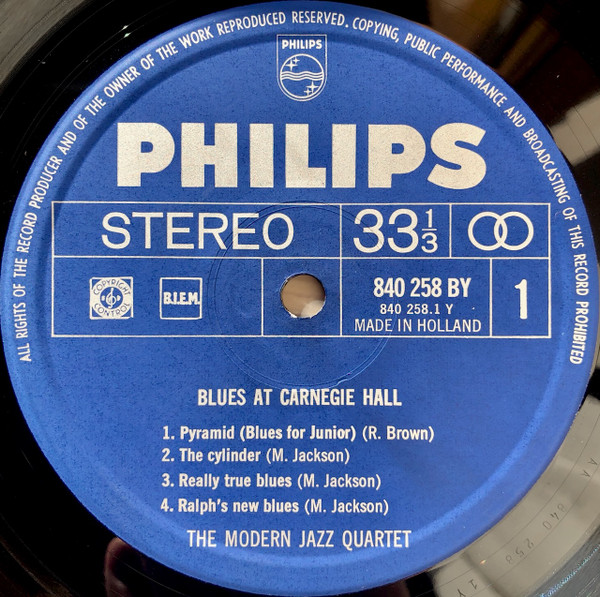 ALL RIGHTS OF THE RECORD PRODUCER AND OF THE OWNER OF THE WORK REPRODUCED RESERVED. COPYING, PUBLIC PERFORMANCE AND BROADCASTING OF THIS RECORD PROHIBITED
PHILIPS
PHILIPS
STEREO 33 1/3
COPYRIGHT CONTROL B.I.E.M. 840 258 BY 1
840 258.1 Y
MADE IN HOLLAND
BLUES AT CARNEGIE HALL
1. Pyramid (Blues for Junior) (R. Brown)
2. The cylinder (M. Jackson)
3. Really true blues (M. Jackson)
4. Ralph's new blues (M. Jackson)
THE MODERN JAZZ QUARTET